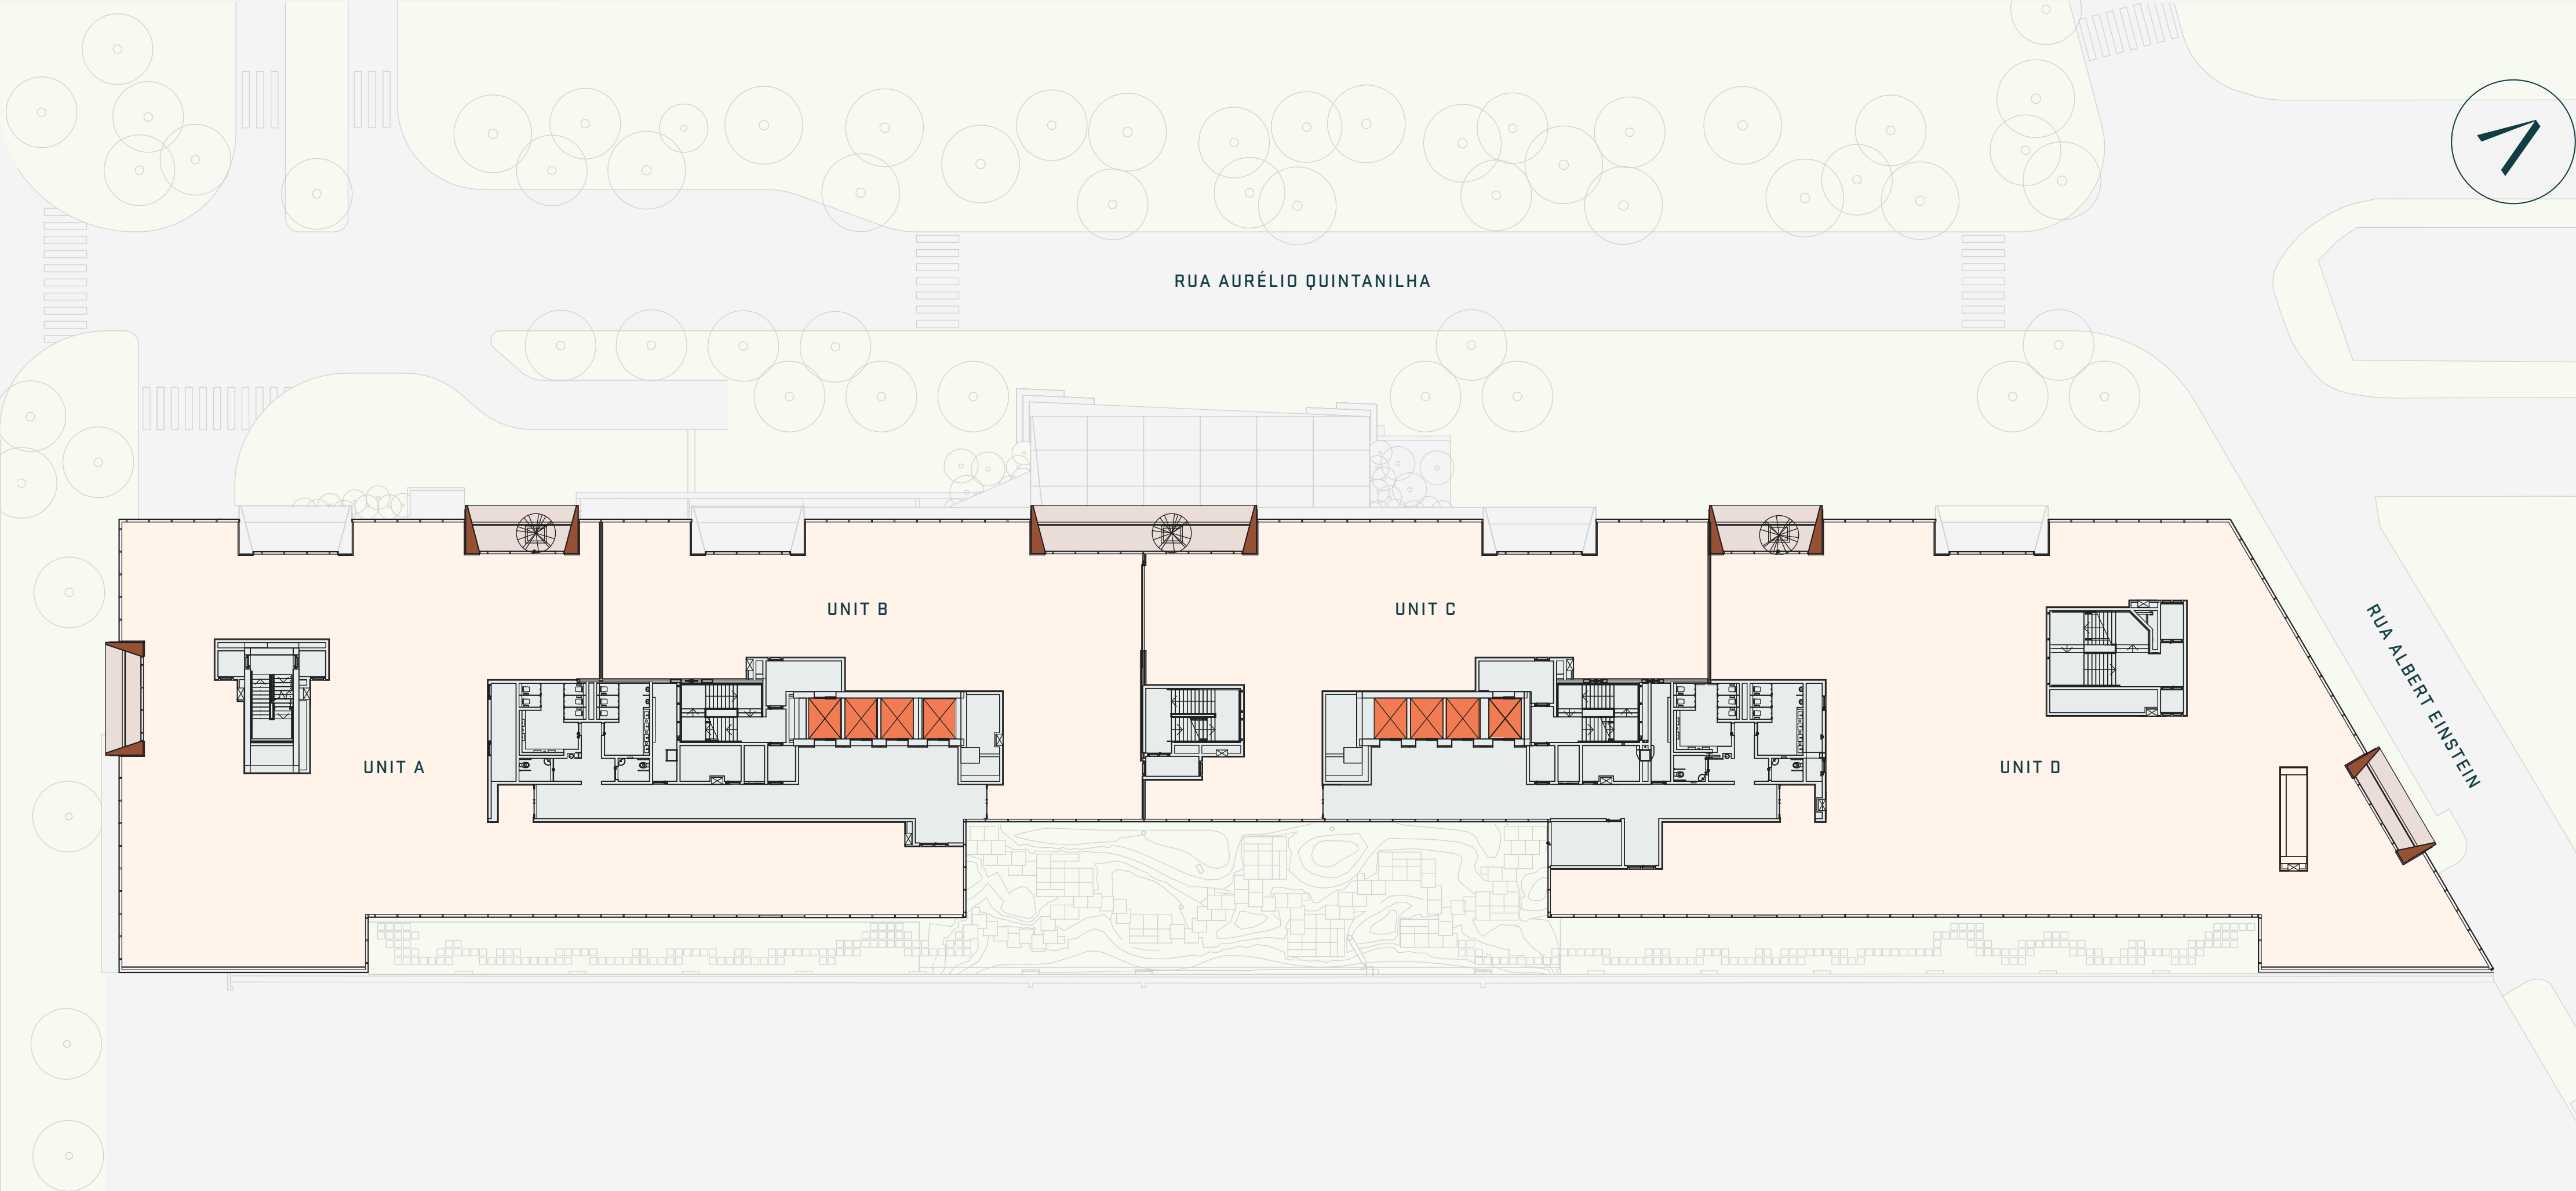 RUA AURÉLIO QUINTANILHA
UNIT B
UNIT C
RUA ALBERT EINSTEIN
UNIT A
UNIT D